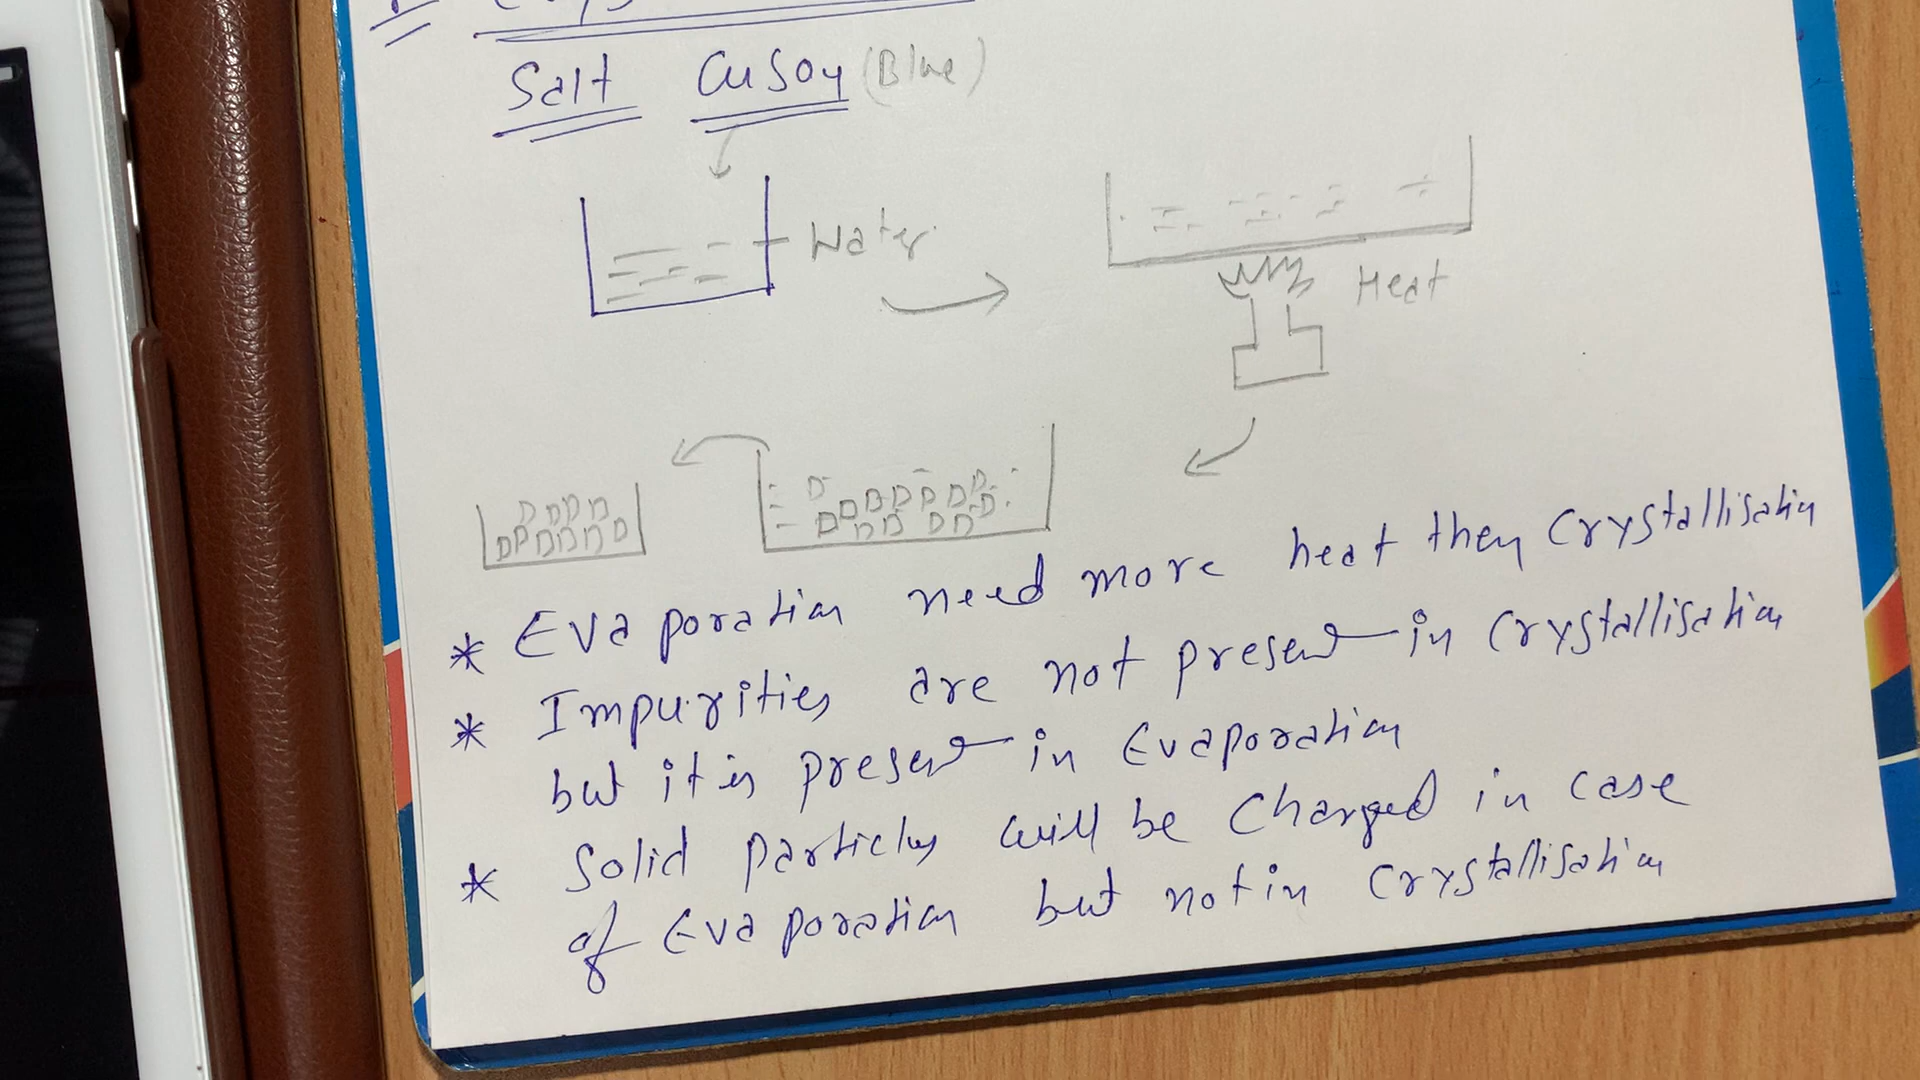 Salt CuSO4 (Blue)
Water
Heat
* Evaporation need more heat then Crystallisation
* Impurities are not present in Crystallisation
but it is present in Evaporation
* Solid particles will be charged in case
of Evaporation but not in Crystallisation